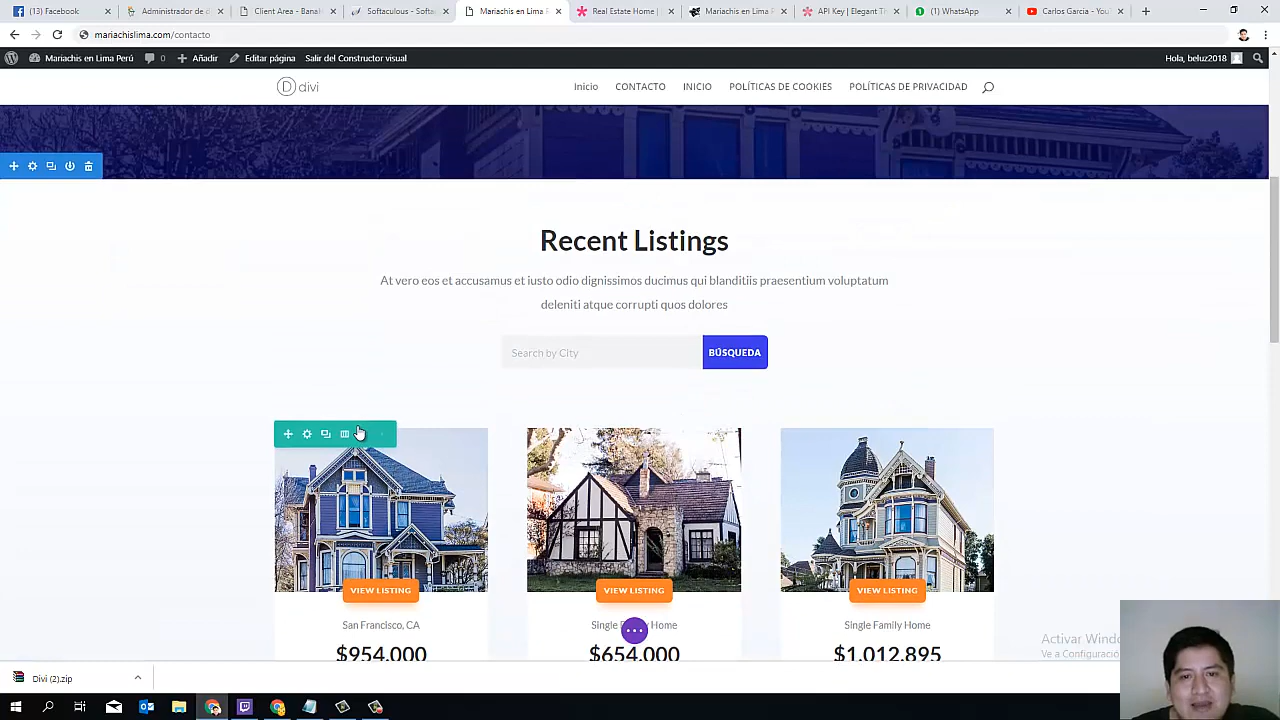 (13) Facebook
Administrador de d
Client Area - Bana
Softaculous - Softa
Mariachis en Lima P
Real Estate Home |
Mariachis en Lima P
API Key | Elegant T
(1) WhatsApp
Carlos Garcia - You
mariachislima.com/contacto
Mariachis en Lima Perú
0
Añadir
Editar página
Salir del Constructor visual
Hola, beluz2018
divi
Inicio
CONTACTO
INICIO
POLÍTICAS DE COOKIES
POLÍTICAS DE PRIVACIDAD
Recent Listings
At vero eos et accusamus et iusto odio dignissimos ducimus qui blanditiis praesentium voluptatum
deleniti atque corrupti quos dolores
Search by City
BÚSQUEDA
VIEW LISTING
VIEW LISTING
VIEW LISTING
San Francisco, CA
Single Family Home
Single Family Home
$954,000
$654,000
$1,012,895
Activar Windo
Ve a Configuració
Divi (2).zip